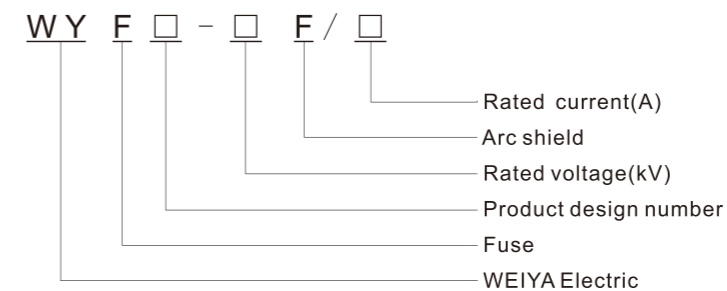 WY F □ - □ F / □
Rated current(A)
Arc shield
Rated voltage(kV)
Product design number
Fuse
WEIYA Electric